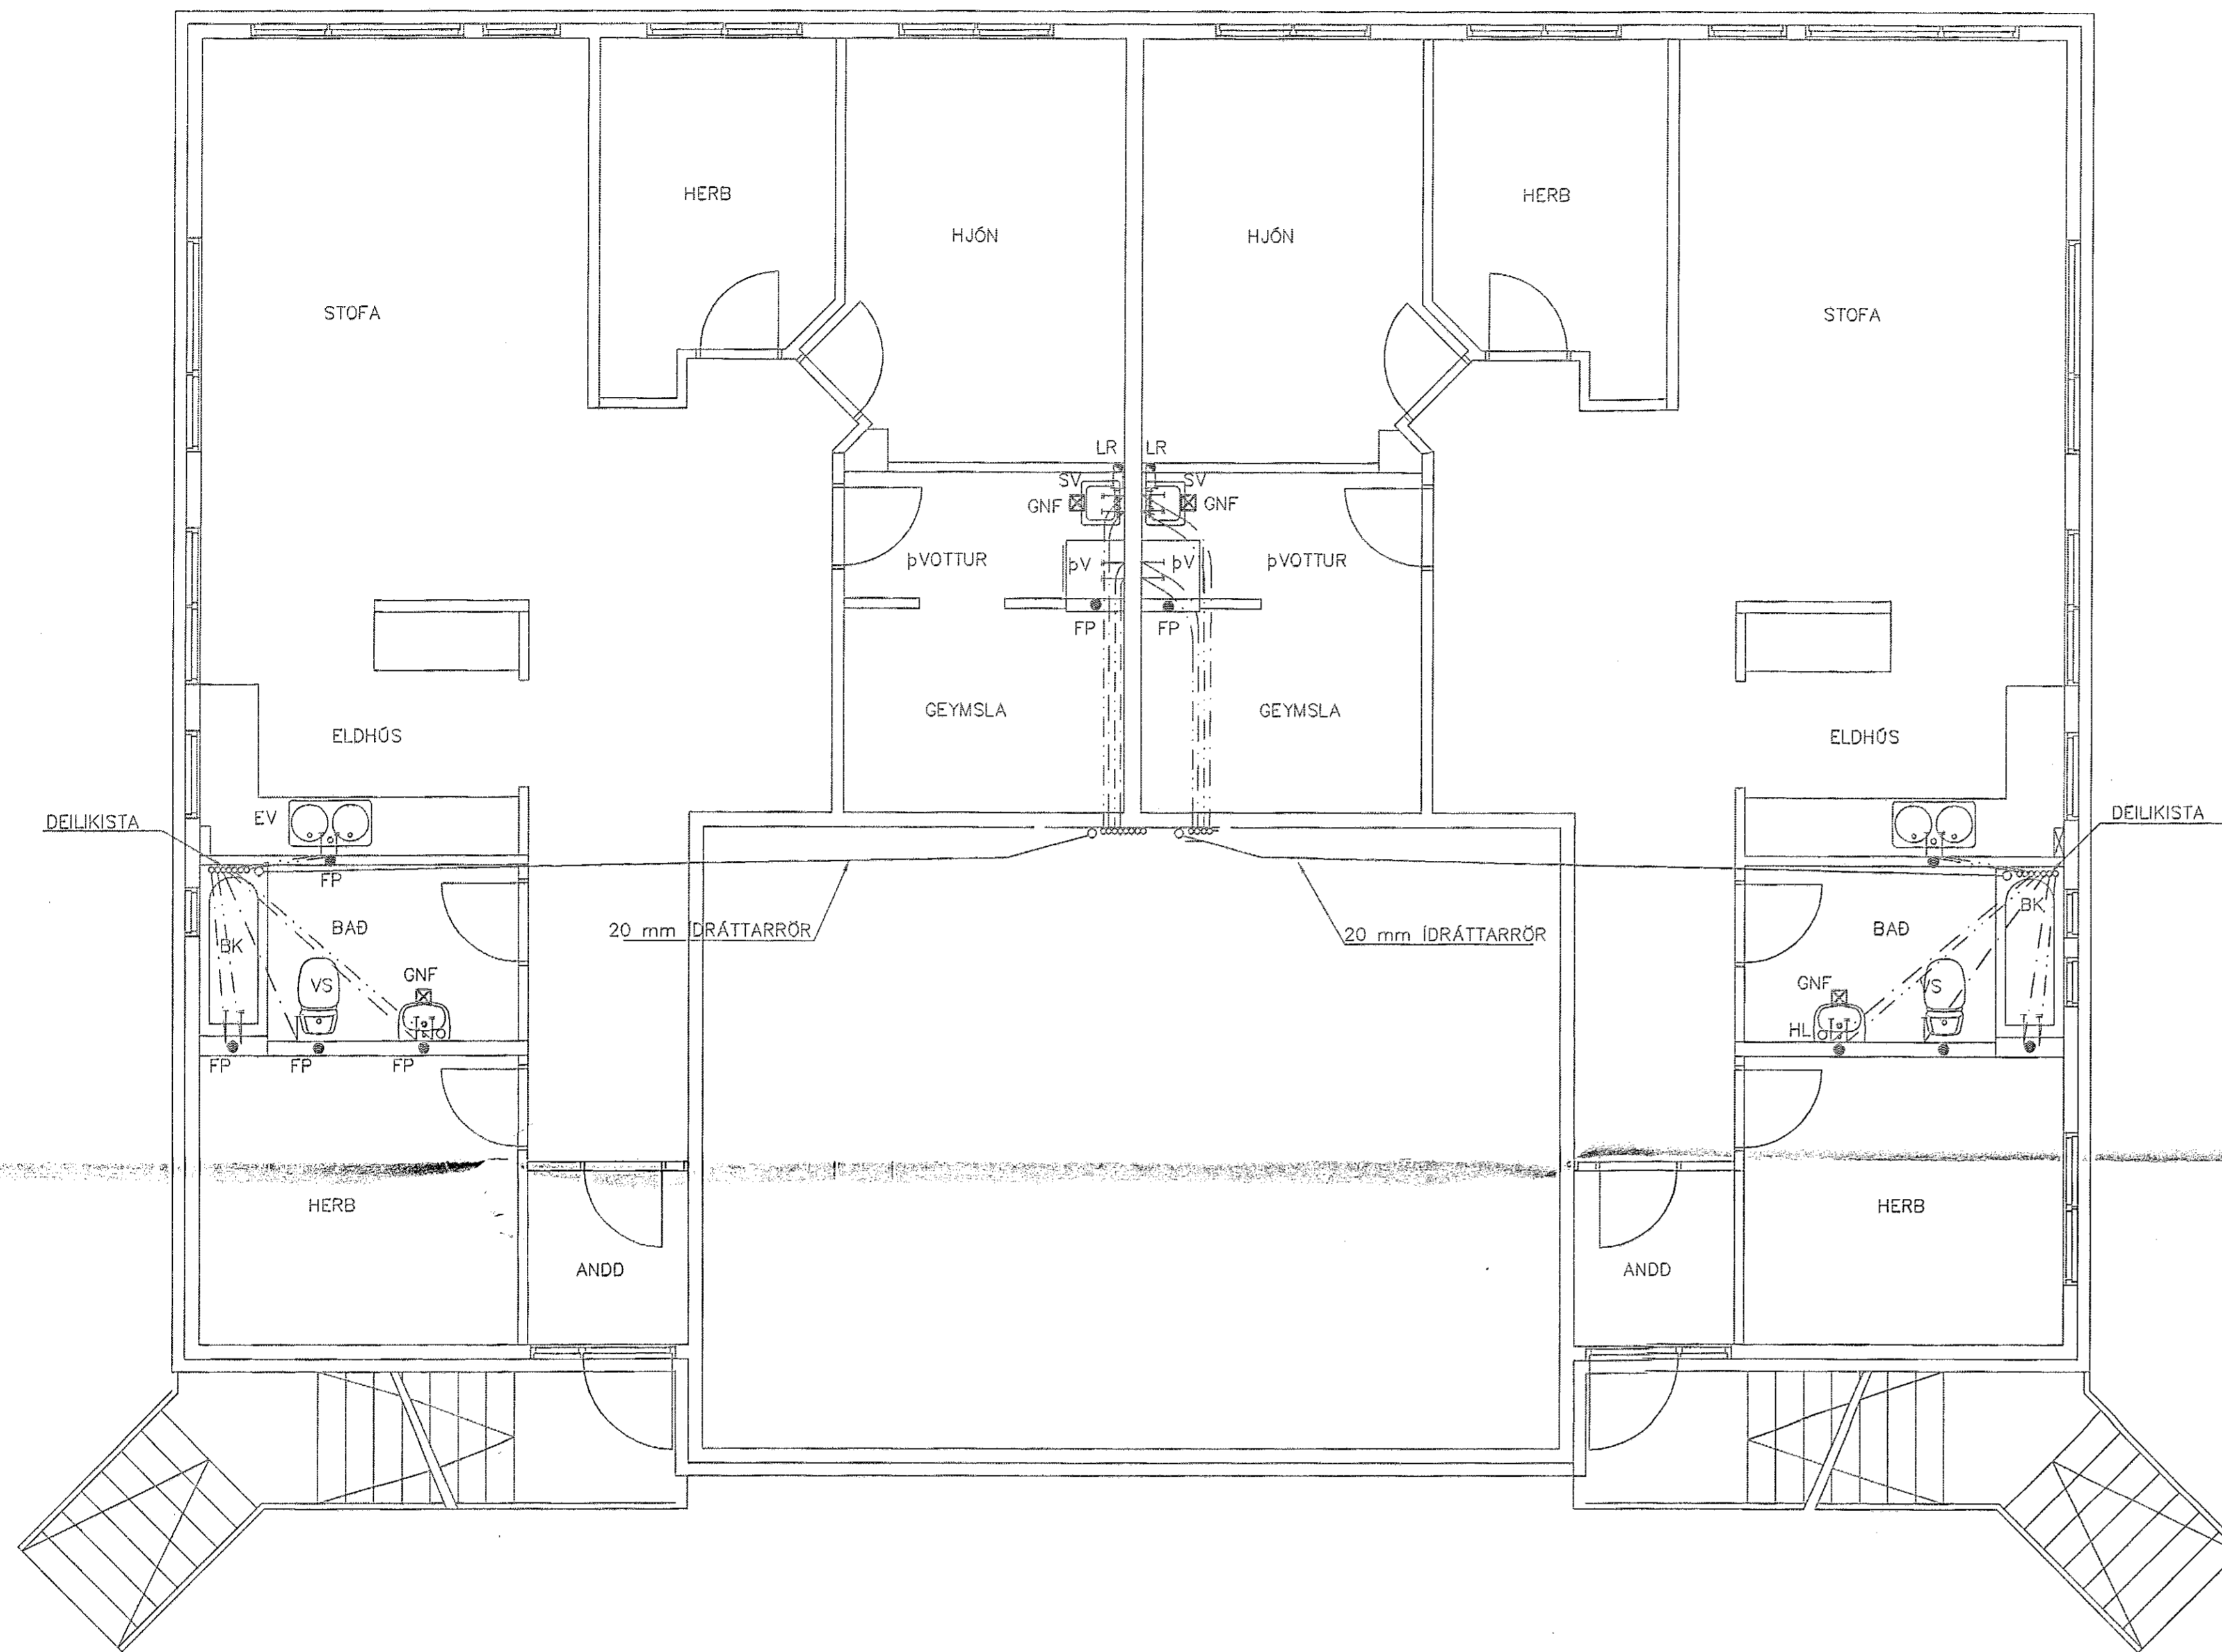 HERB
HERB
HJÓN
HJÓN
STOFA
STOFA
LR
LR
SV
SV
GNF
GNF
ÞVOTTUR
ÞV
ÞV
ÞVOTTUR
FP
FP
GEYMSLA
GEYMSLA
ELDHÚS
ELDHÚS
DEILIKISTA
EV
DEILIKISTA
FP
BK
BAÐ
20 mm ÍDRÁTTARRÖR
20 mm ÍDRÁTTARRÖR
BAÐ
BK
VS
GNF
GNF
VS
HL
FP
FP
FP
HERB
HERB
ANDD
ANDD